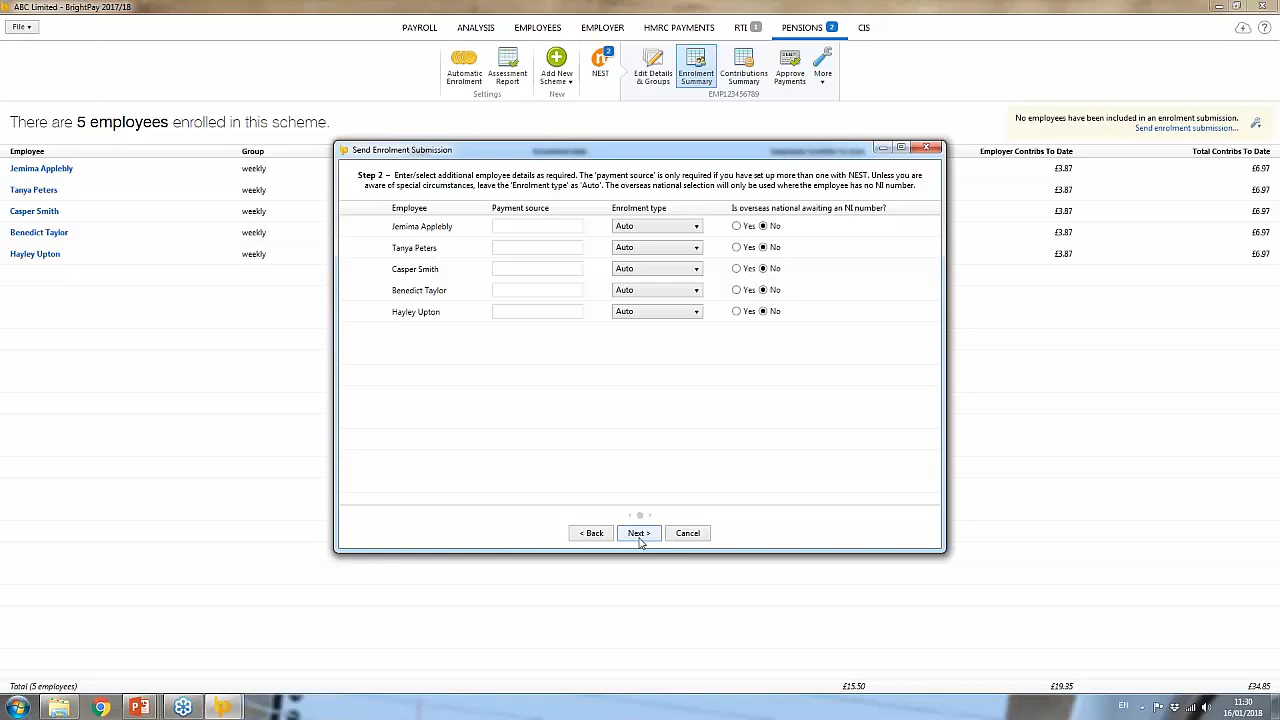 ABC Limited - BrightPay 2017/18
File
PAYROLL ANALYSIS EMPLOYEES EMPLOYER HMRC PAYMENTS RTI 1 PENSIONS 2 CIS
Automatic Enrolment
Assessment Report
Settings
Add New Scheme
New
NEST 2
Edit Details & Groups
Enrolment Summary
Contributions Summary
Approve Payments
More
EMP123456789
There are 5 employees enrolled in this scheme.
No employees have been included in an enrolment submission.
Send enrolment submission...
Employee Group Employer Contribs To Date Total Contribs To Date
Jemima Applebly weekly £3.87 £6.97
Tanya Peters weekly £3.87 £6.97
Casper Smith weekly £3.87 £6.97
Benedict Taylor weekly £3.87 £6.97
Hayley Upton weekly £3.87 £6.97
Send Enrolment Submission
Step 2 – Enter/select additional employee details as required. The 'payment source' is only required if you have set up more than one with NEST. Unless you are
aware of special circumstances, leave the 'Enrolment type' as 'Auto'. The overseas national selection will only be used where the employee has no NI number.
Employee Payment source Enrolment type Is overseas national awaiting an NI number?
Jemima Applebly Auto Yes No
Tanya Peters Auto Yes No
Casper Smith Auto Yes No
Benedict Taylor Auto Yes No
Hayley Upton Auto Yes No
< Back Next > Cancel
Total (5 employees) £15.50 £19.35 £34.85
EN 11:30
16/01/2018